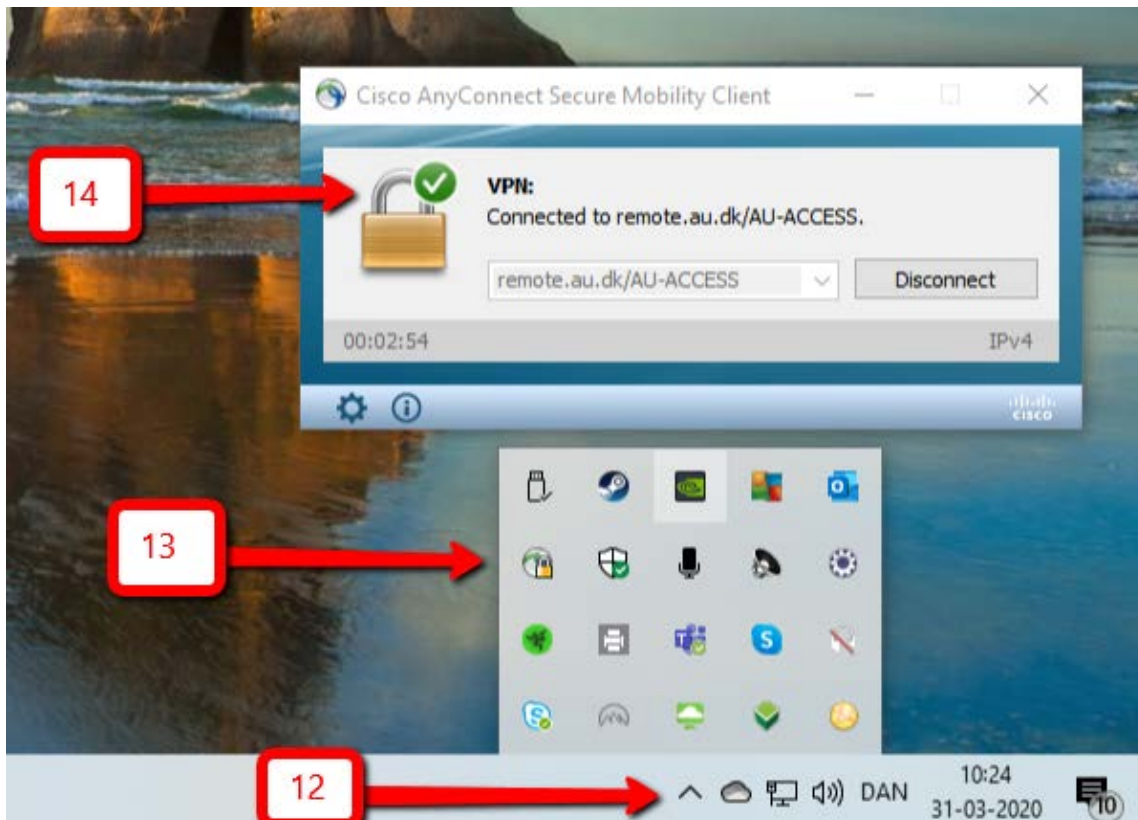 Cisco AnyConnect Secure Mobility Client
14
VPN:
Connected to remote.au.dk/AU-ACCESS.
remote.au.dk/AU-ACCESS
Disconnect
00:02:54
IPv4
CISCO
13
12
DAN
10:24
31-03-2020
10